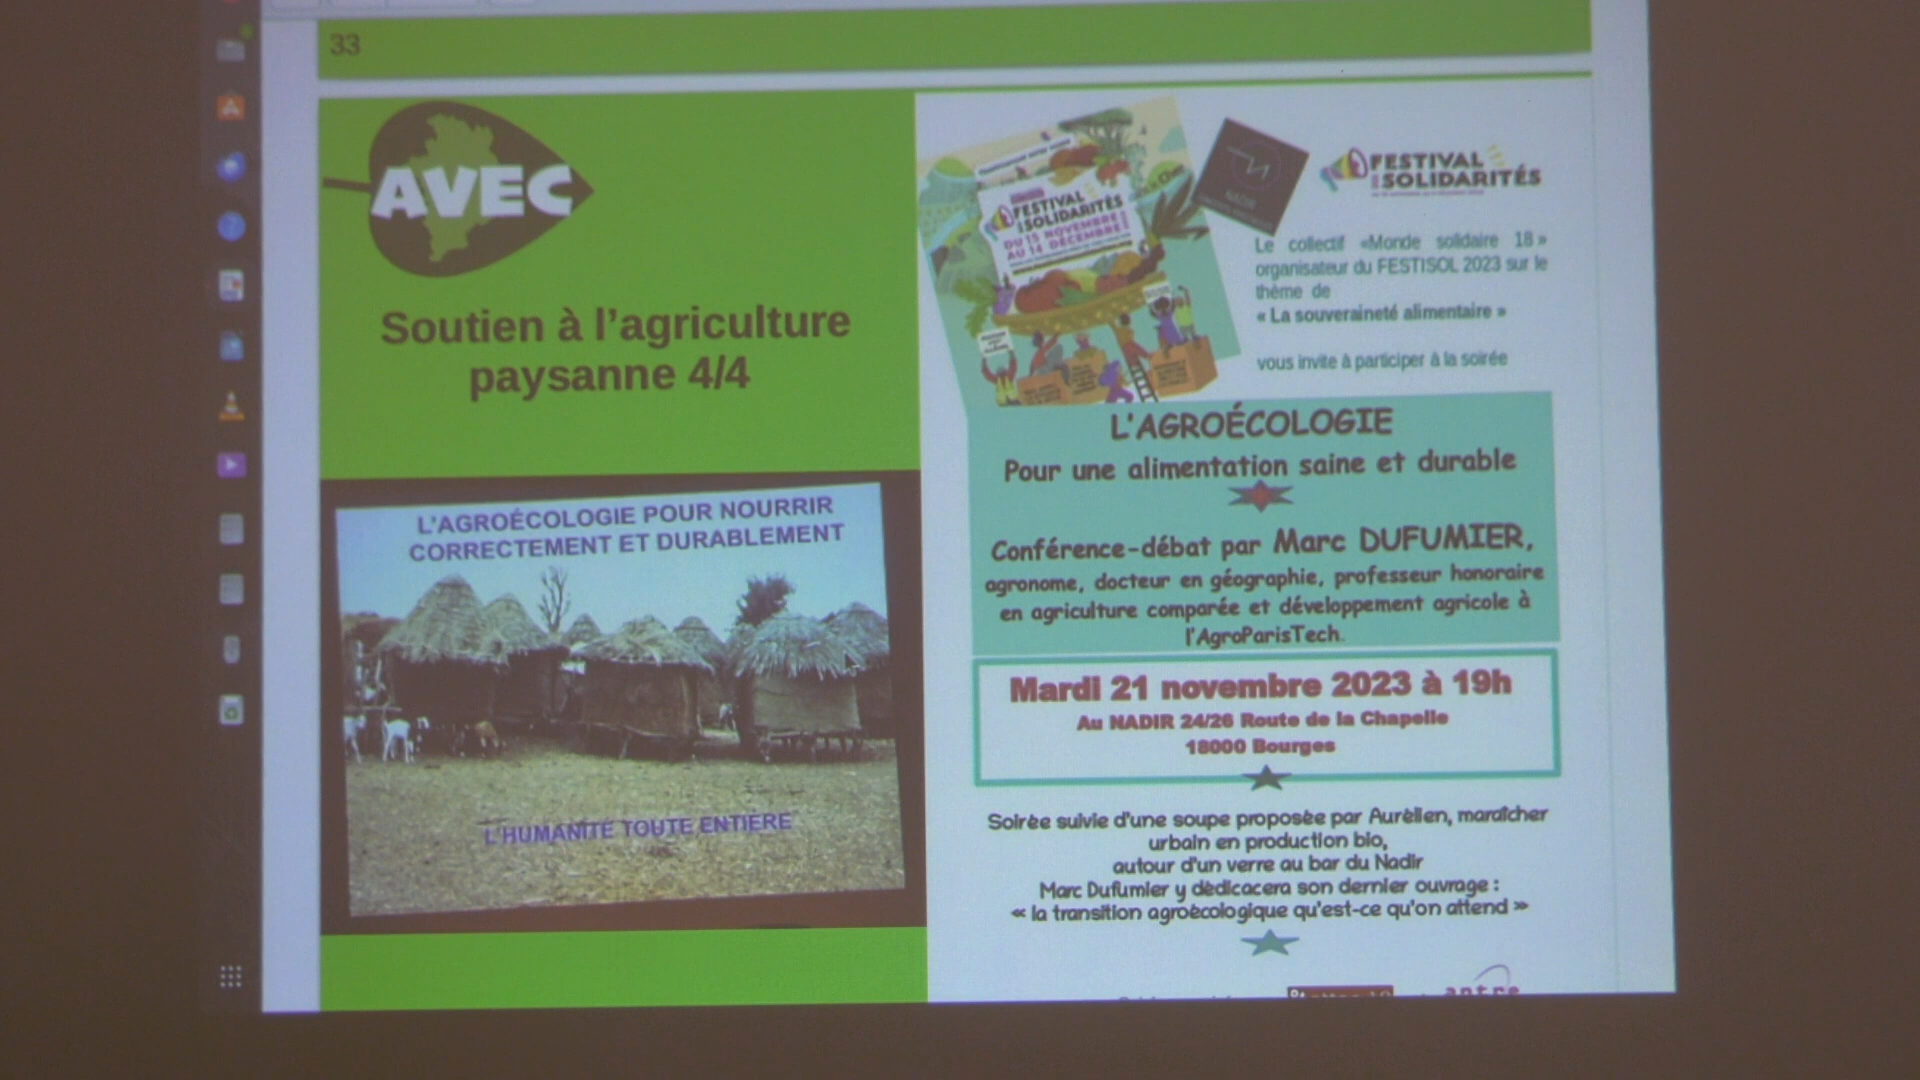 33
AVEC
Soutien à l'agriculture
paysanne 4/4
L'AGROÉCOLOGIE POUR NOURRIR
CORRECTEMENT ET DURABLEMENT
L'HUMANITÉ TOUTE ENTIÈRE
FESTIVAL
DES SOLIDARITÉS
DU 15 NOVEMBRE
AU 14 DÉCEMBRE
NADIR
FESTIVAL
DES SOLIDARITÉS
Le collectif «Monde solidaire 18»
organisateur du FESTISOL 2023 sur le
thème de
« La souveraineté alimentaire »
vous invite à participer à la soirée
L'AGROÉCOLOGIE
Pour une alimentation saine et durable
Conférence-débat par Marc DUFUMIER,
agronome, docteur en géographie, professeur honoraire
en agriculture comparée et développement agricole à
l'AgroParisTech.
Mardi 21 novembre 2023 à 19h
Au NADIR 24/26 Route de la Chapelle
18000 Bourges
Soirèe suivie d'une soupe proposèe par Aurèlien, maraîcher
urbain en production bio,
autour d'un verre au bar du Nadir
Marc Dufumier y dèdicacera son dernier ouvrage :
« la transition agroècologique qu'est-ce qu'on attend »
antre